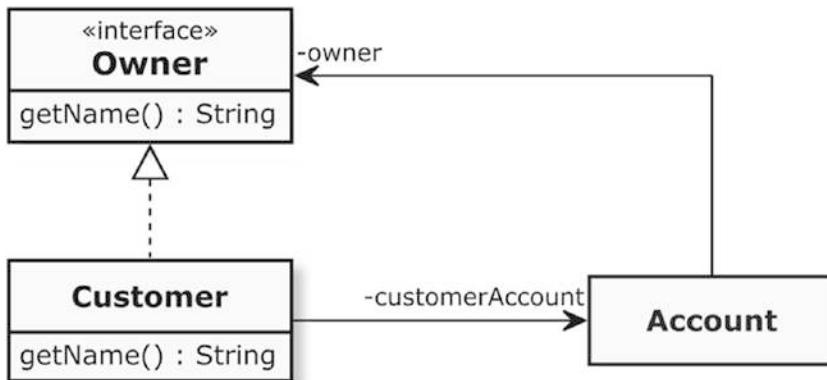 «interface»
Owner
getName() : String
-owner
Customer
getName() : String
-customerAccount
Account